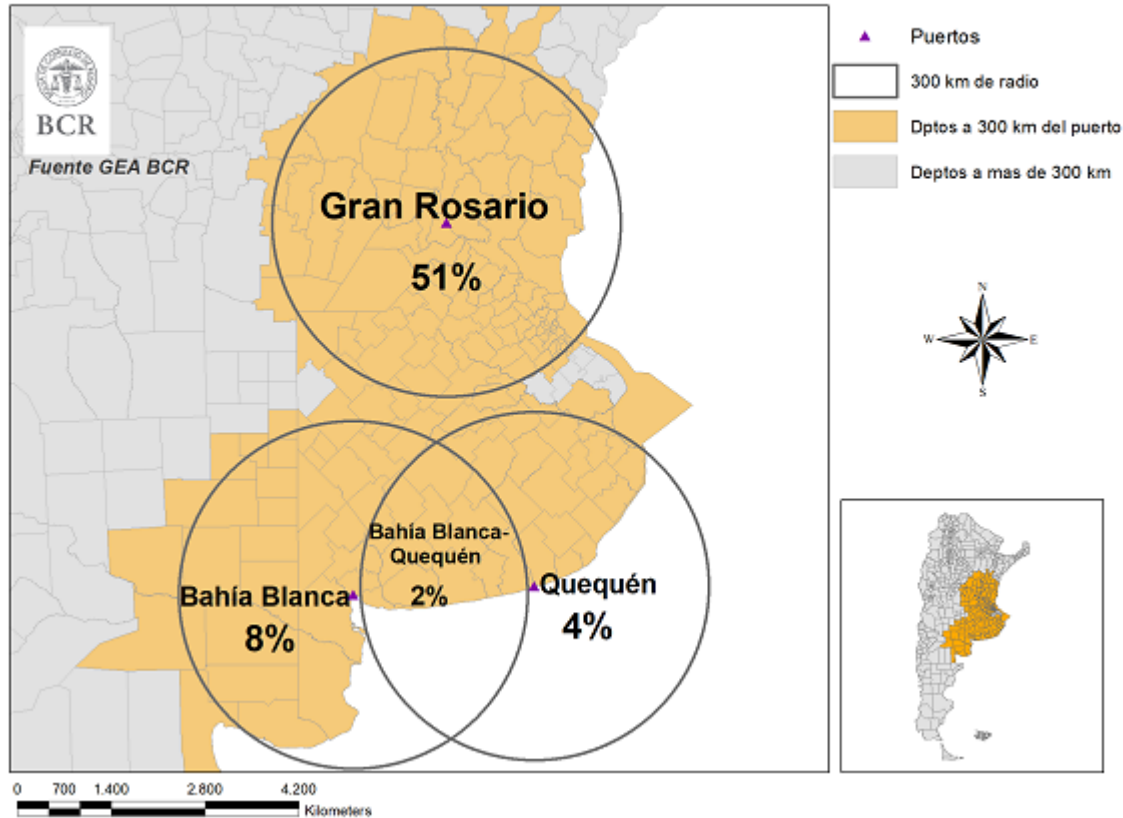 BCR
Fuente GEA BCR
Gran Rosario
51%
Bahía Blanca-
Quequén
2%
Bahía Blanca
8%
Quequén
4%
Puertos
300 km de radio
Dptos a 300 km del puerto
Deptos a mas de 300 km
N
W
E
S
0 700 1.400 2.800 4.200
Kilometers